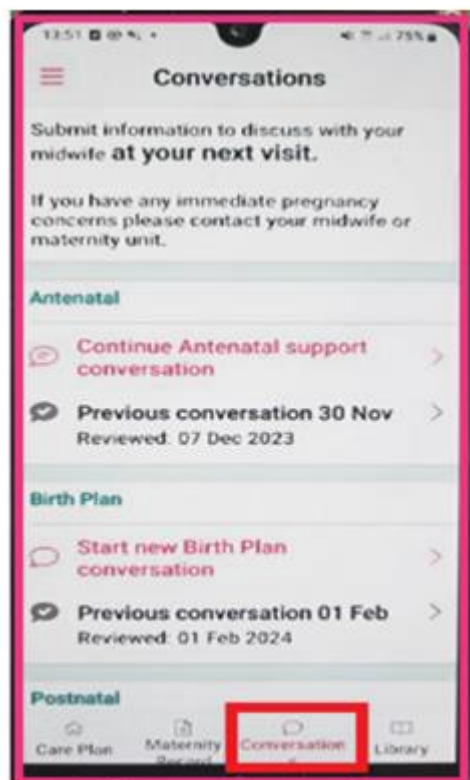 13:51
75%
Conversations
Submit information to discuss with your
midwife at your next visit.
If you have any immediate pregnancy
concerns please contact your midwife or
maternity unit.
Antenatal
Continue Antenatal support
conversation
Previous conversation 30 Nov
Reviewed: 07 Dec 2023
Birth Plan
Start new Birth Plan
conversation
Previous conversation 01 Feb
Reviewed: 01 Feb 2024
Postnatal
Care Plan
Maternity
Record
Conversation
s
Library